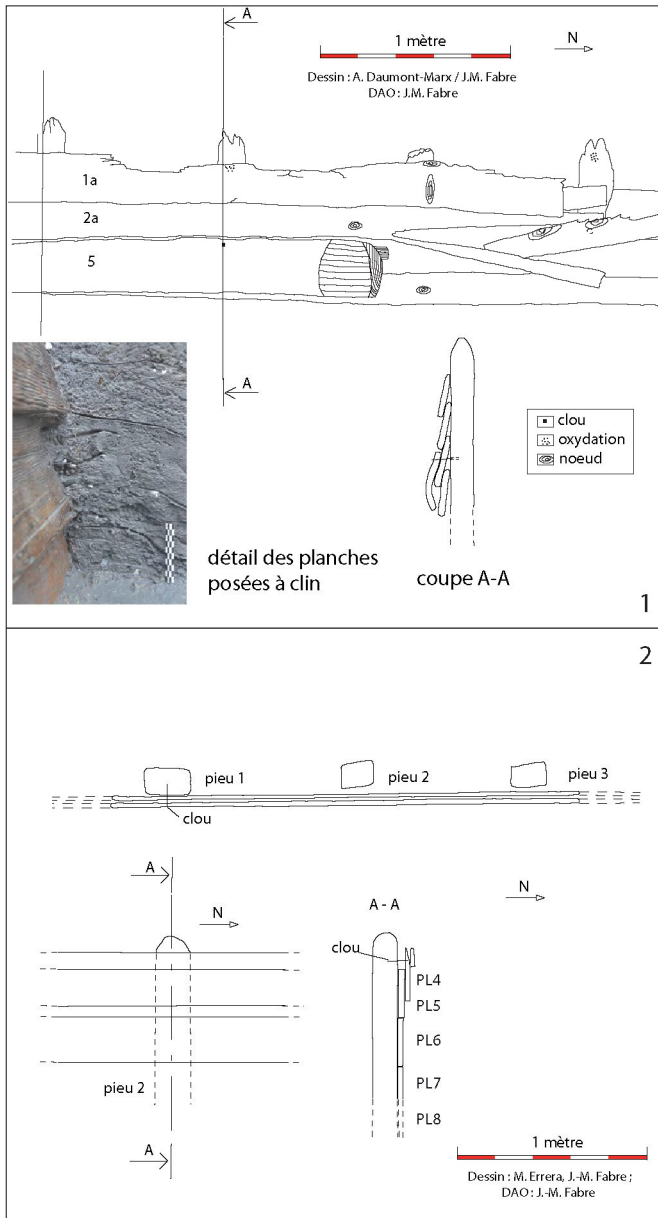 A
1 mètre
N
Dessin : A. Daumont-Marx / J.M. Fabre
DAO : J.M. Fabre
1a
2a
5
A
clou
oxydation
noeud
détail des planches
posées à clin
coupe A-A
1
2
pieu 1
pieu 2
pieu 3
clou
A
N
A - A
N
clou
PL4
PL5
PL6
PL7
PL8
pieu 2
A
1 mètre
Dessin : M. Errera, J.-M. Fabre ;
DAO : J.-M. Fabre